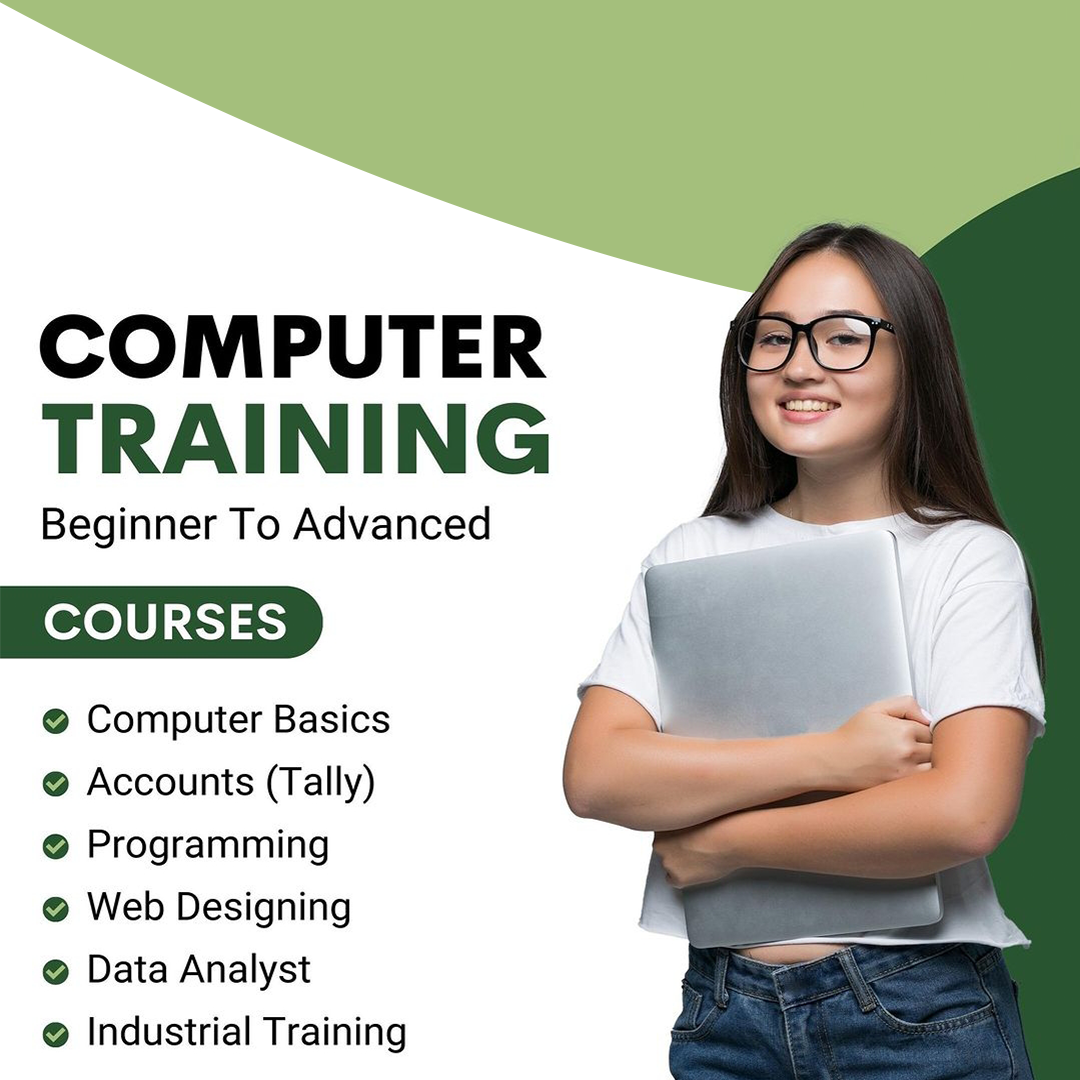 COMPUTER
TRAINING
Beginner To Advanced
COURSES
Computer Basics
Accounts (Tally)
Programming
Web Designing
Data Analyst
Industrial Training